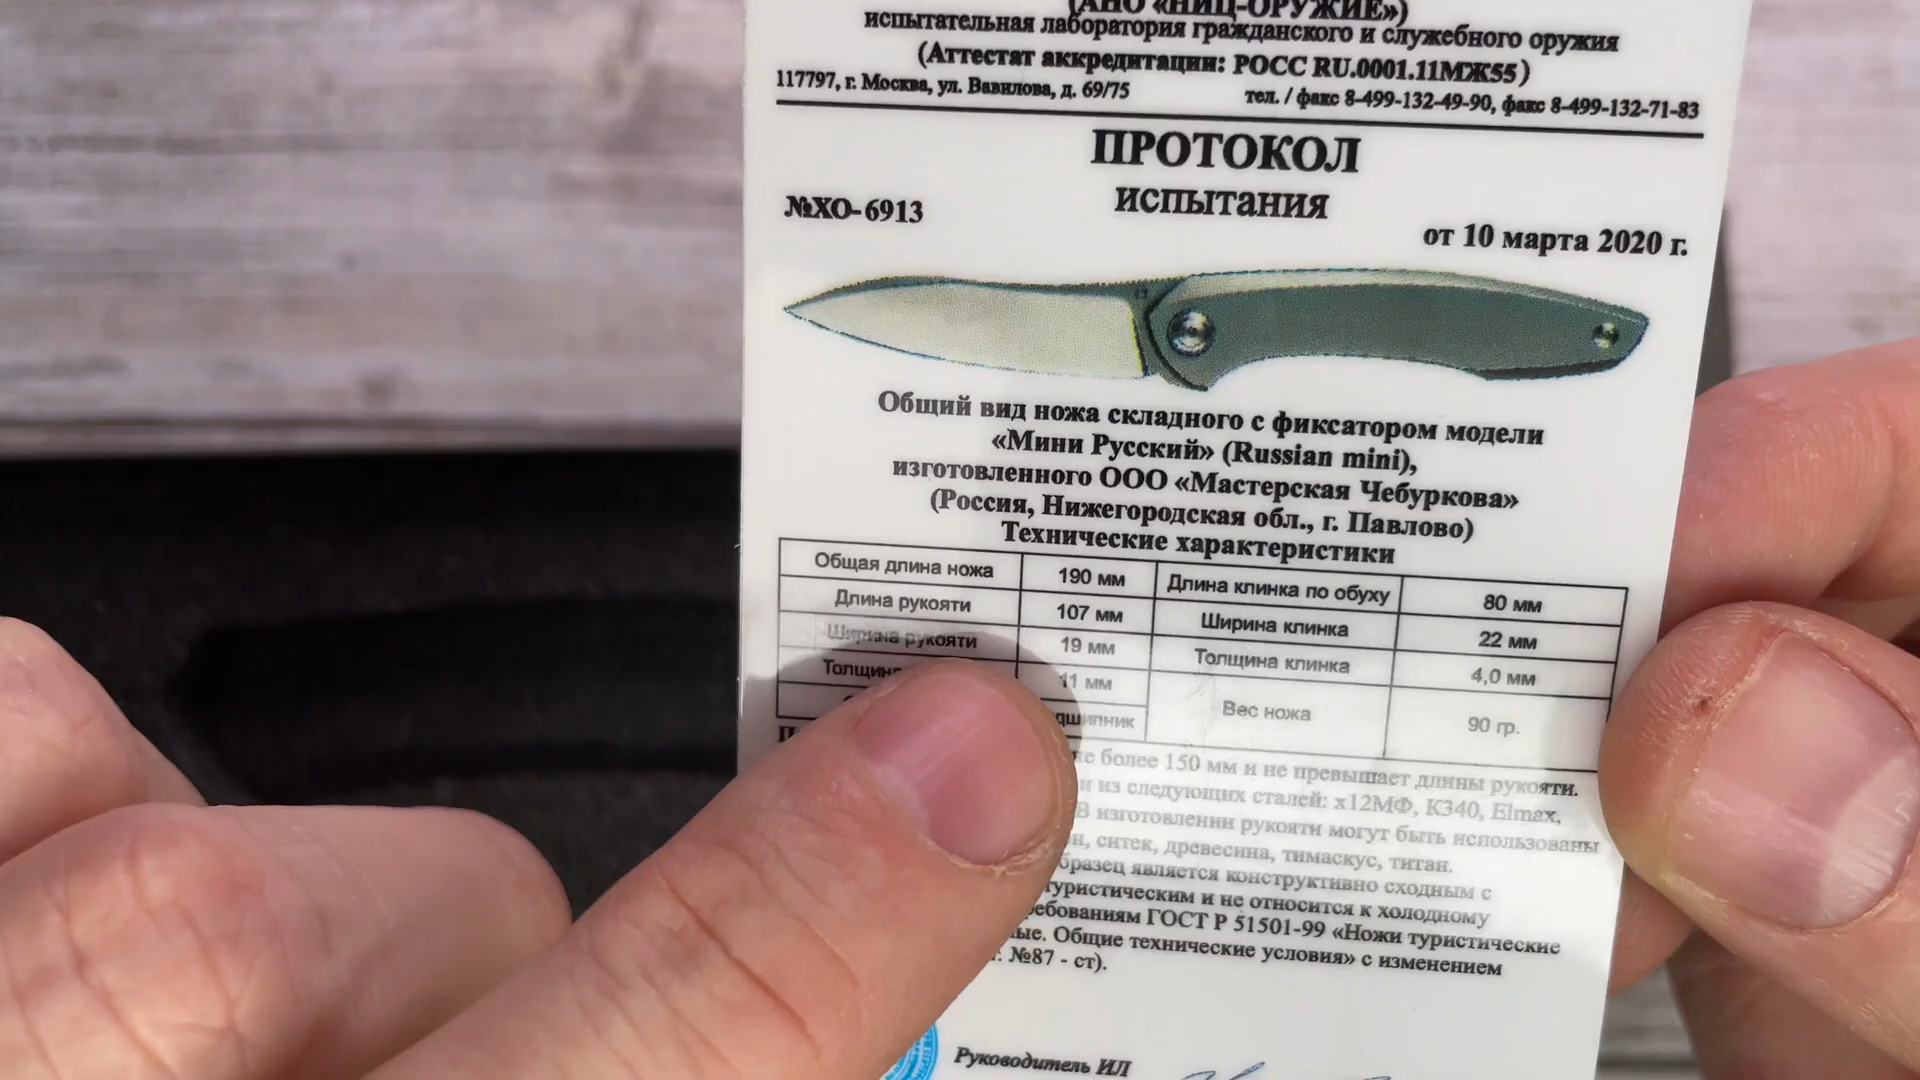 (АНО «НИЦ-ОРУЖИЕ»)
испытательная лаборатория гражданского и служебного оружия
(Аттестат аккредитации: РОСС RU.0001.11МЖ55)
117797, г. Москва, ул. Вавилова, д. 69/75 тел. / факс 8-499-132-49-90, факс 8-499-132-71-83
ПРОТОКОЛ
испытания
№ХО-6913
от 10 марта 2020 г.
Общий вид ножа складного с фиксатором модели
«Мини Русский» (Russian mini),
изготовленного ООО «Мастерская Чебуркова»
(Россия, Нижегородская обл., г. Павлово)
Технические характеристики
Общая длина ножа 190 мм Длина клинка по обуху 80 мм
Длина рукояти 107 мм Ширина клинка 22 мм
Ширина рукояти 19 мм Толщина клинка 4,0 мм
11 мм Вес ножа 90 гр.
не более 150 мм и не превышает длины рукояти.
и из следующих сталей: х12МФ, К340, Elmax,
В изготовлении рукояти могут быть использованы
ситек, древесина, тимаскус, титан.
является конструктивно сходным с
туристическим и не относится к холодному
ГОСТ Р 51501-99 «Ножи туристические
Общие технические условия» с изменением
№87 - ст).
Руководитель ИЛ